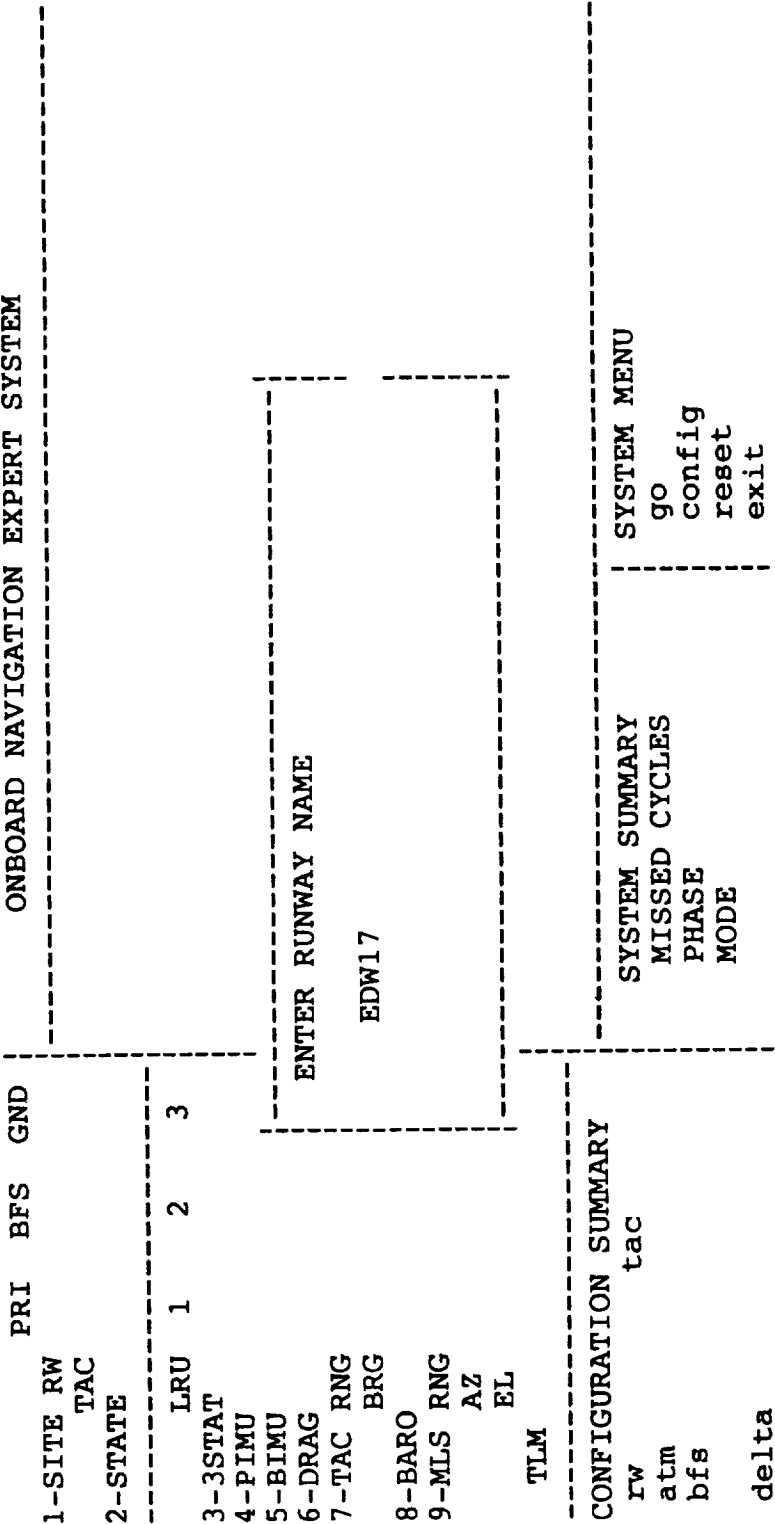 PRI BFS GND ONBOARD NAVIGATION EXPERT SYSTEM
1-SITE RW
TAC
2-STATE
LRU 1 2 3
3-3STAT
4-PIMU
5-BIMU
6-DRAG
7-TAC RNG
BRG
8-BARO
9-MLS RNG
AZ
EL
TLM
ENTER RUNWAY NAME
EDW17
CONFIGURATION SUMMARY
rw tac
atm
bfs
delta
SYSTEM SUMMARY
MISSED CYCLES
PHASE
MODE
SYSTEM MENU
go
config
reset
exit